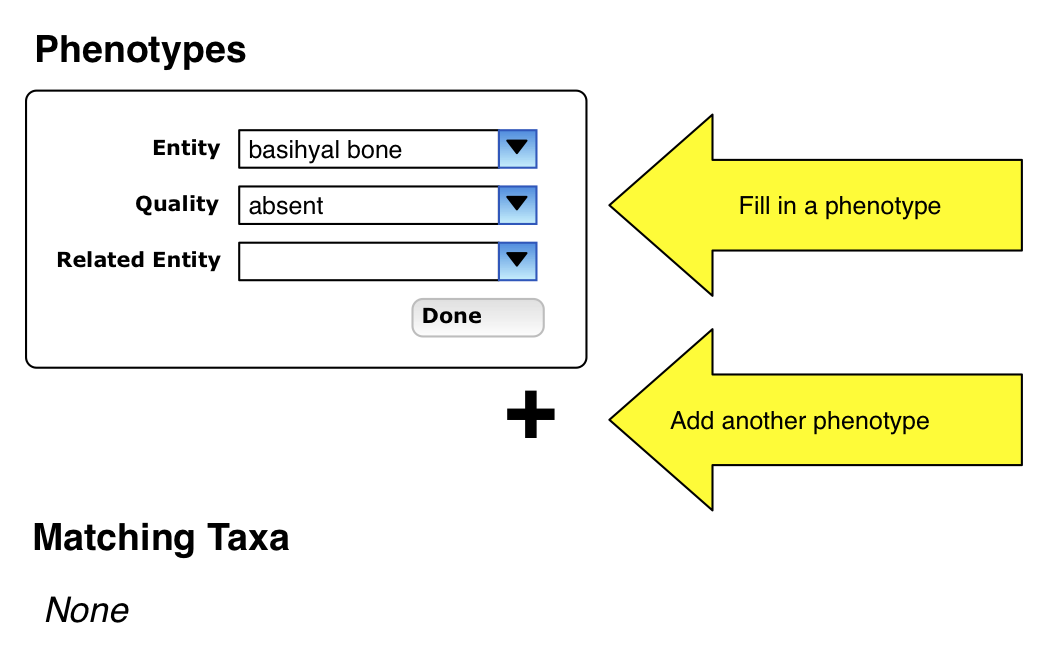 Phenotypes
Entity basihyal bone
Quality absent
Related Entity
Done
Fill in a phenotype
+
Add another phenotype
Matching Taxa
None